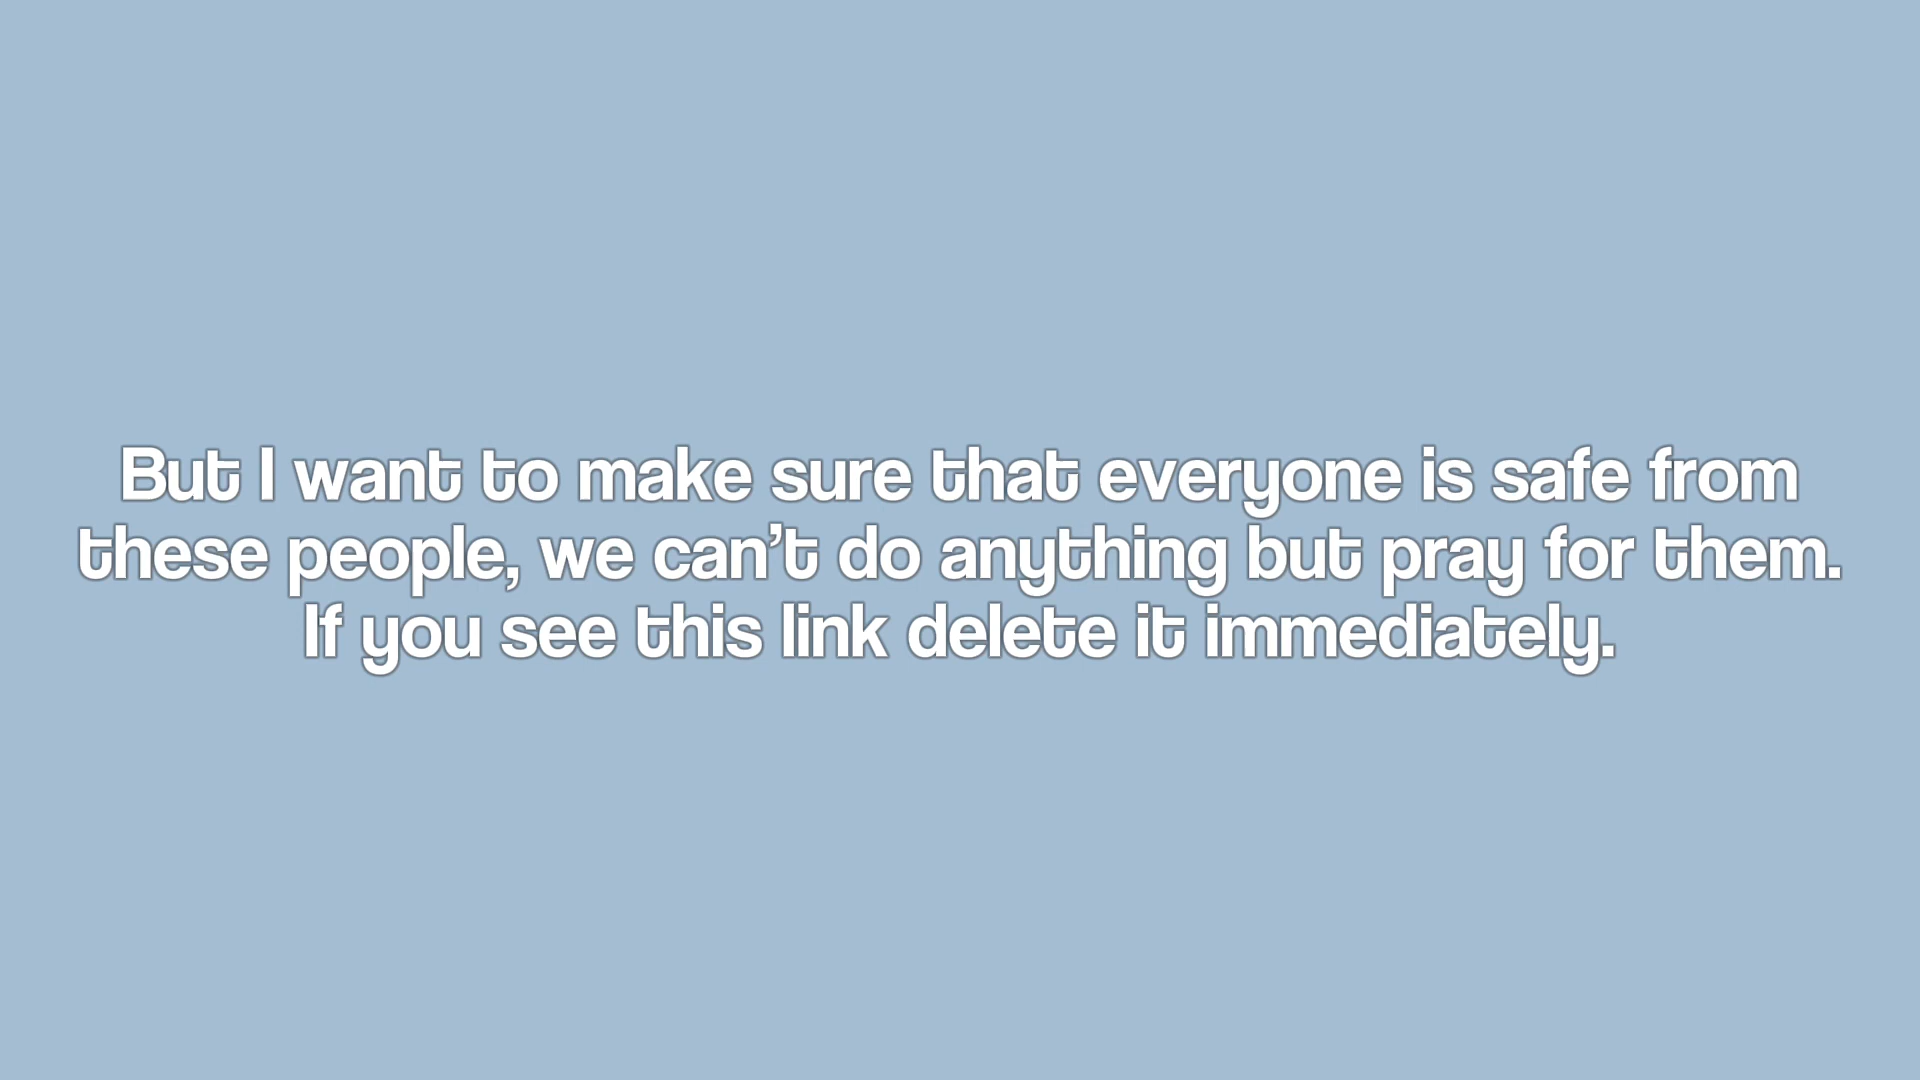 But I want to make sure that everyone is safe from
these people, we can’t do anything but pray for them.
If you see this link delete it immediately.